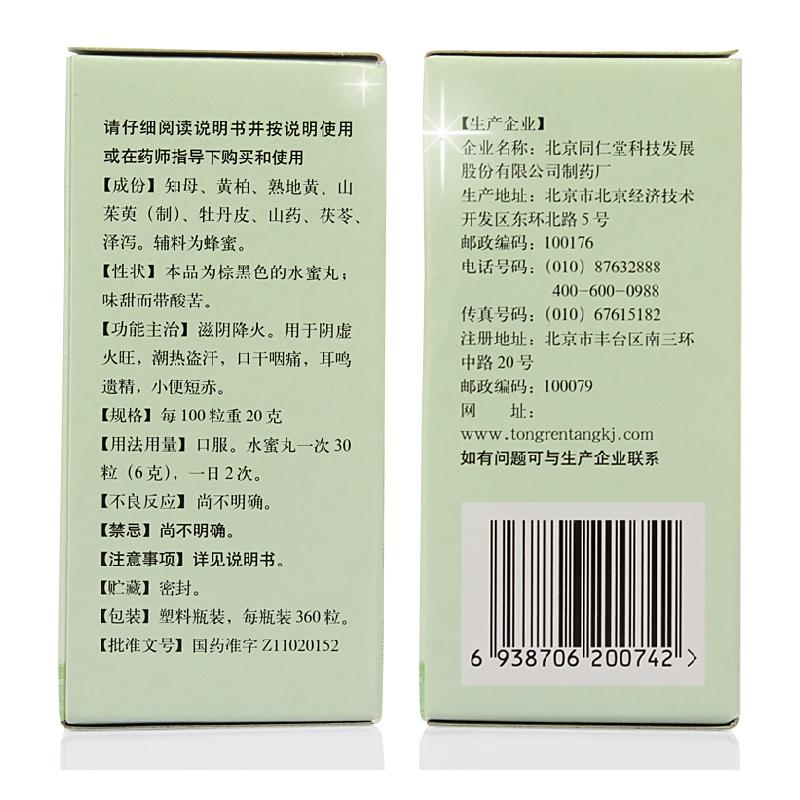 请仔细阅读说明书并按说明使用
或在药师指导下购买和使用
【成份】知母、黄柏、熟地黄、山
茱萸（制）、牡丹皮、山药、茯苓、
泽泻。辅料为蜂蜜。
【性状】本品为棕黑色的水蜜丸；
味甜而带酸苦。
【功能主治】滋阴降火。用于阴虚
火旺，潮热盗汗，口干咽痛，耳鸣
遗精，小便短赤。
【规格】每100粒重20克
【用法用量】口服。水蜜丸一次30
粒（6克），一日2次。
【不良反应】尚不明确。
【禁忌】尚不明确。
【注意事项】详见说明书。
【贮藏】密封。
【包装】塑料瓶装，每瓶装360粒。
【批准文号】国药准字Z11020152
【生产企业】
企业名称：北京同仁堂科技发展
股份有限公司制药厂
生产地址：北京市北京经济技术
开发区东环北路5号
邮政编码：100176
电话号码：（010）87632888
400-600-0988
传真号码：（010）67615182
注册地址：北京市丰台区南三环
中路20号
邮政编码：100079
网　　址：
www.tongrentangkj.com
如有问题可与生产企业联系
6 938706 200742 >